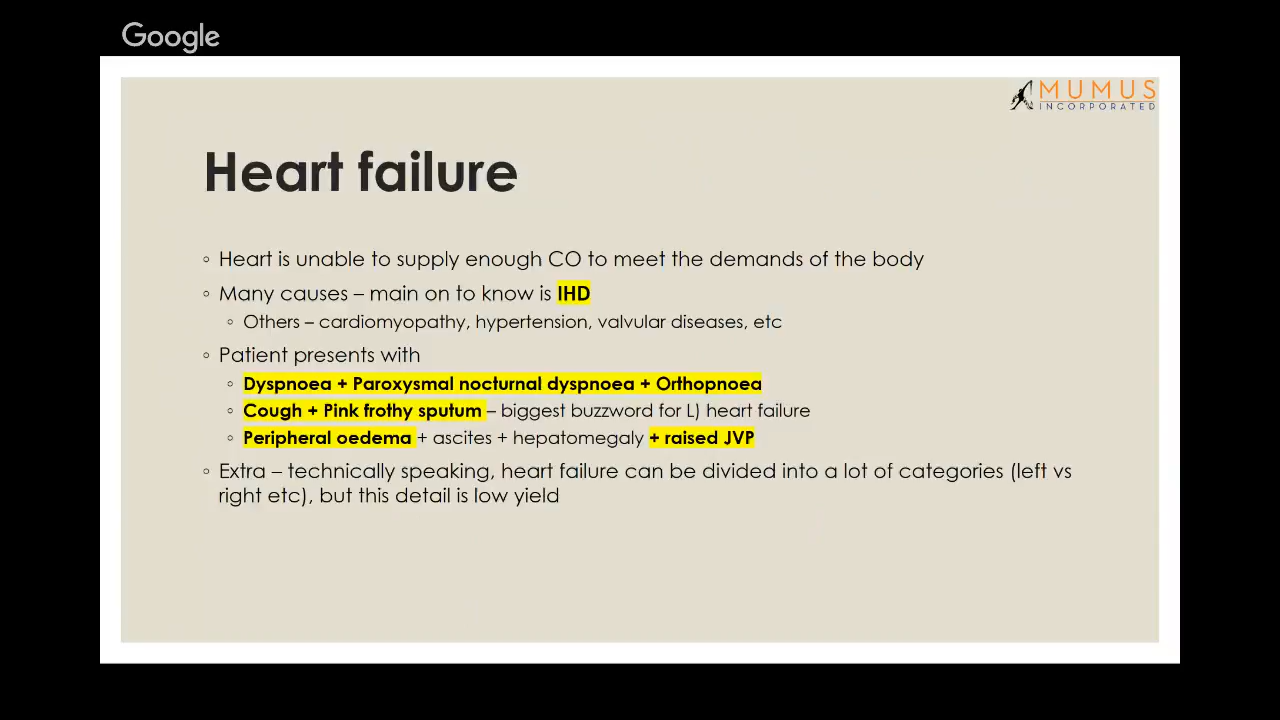 Google
MUMUS
INCORPORATED
Heart failure
◦ Heart is unable to supply enough CO to meet the demands of the body
◦ Many causes – main on to know is IHD
◦ Others – cardiomyopathy, hypertension, valvular diseases, etc
◦ Patient presents with
◦ Dyspnoea + Paroxysmal nocturnal dyspnoea + Orthopnoea
◦ Cough + Pink frothy sputum – biggest buzzword for L) heart failure
◦ Peripheral oedema + ascites + hepatomegaly + raised JVP
◦ Extra – technically speaking, heart failure can be divided into a lot of categories (left vs
right etc), but this detail is low yield